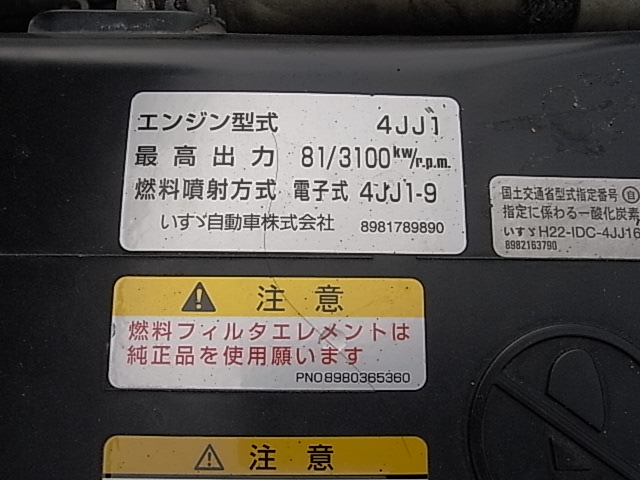 エンジン型式 4JJ1
最高出力 81/3100kw/r.p.m.
燃料噴射方式 電子式 4JJ1-9
いすゞ自動車株式会社 8981789890
国土交通省型式指定番号 自
指定に係わる一酸化炭素
いすゞH22-IDC-4JJ16
8982163790
注意
燃料フィルタエレメントは
純正品を使用願います
PNO8980365360
注意